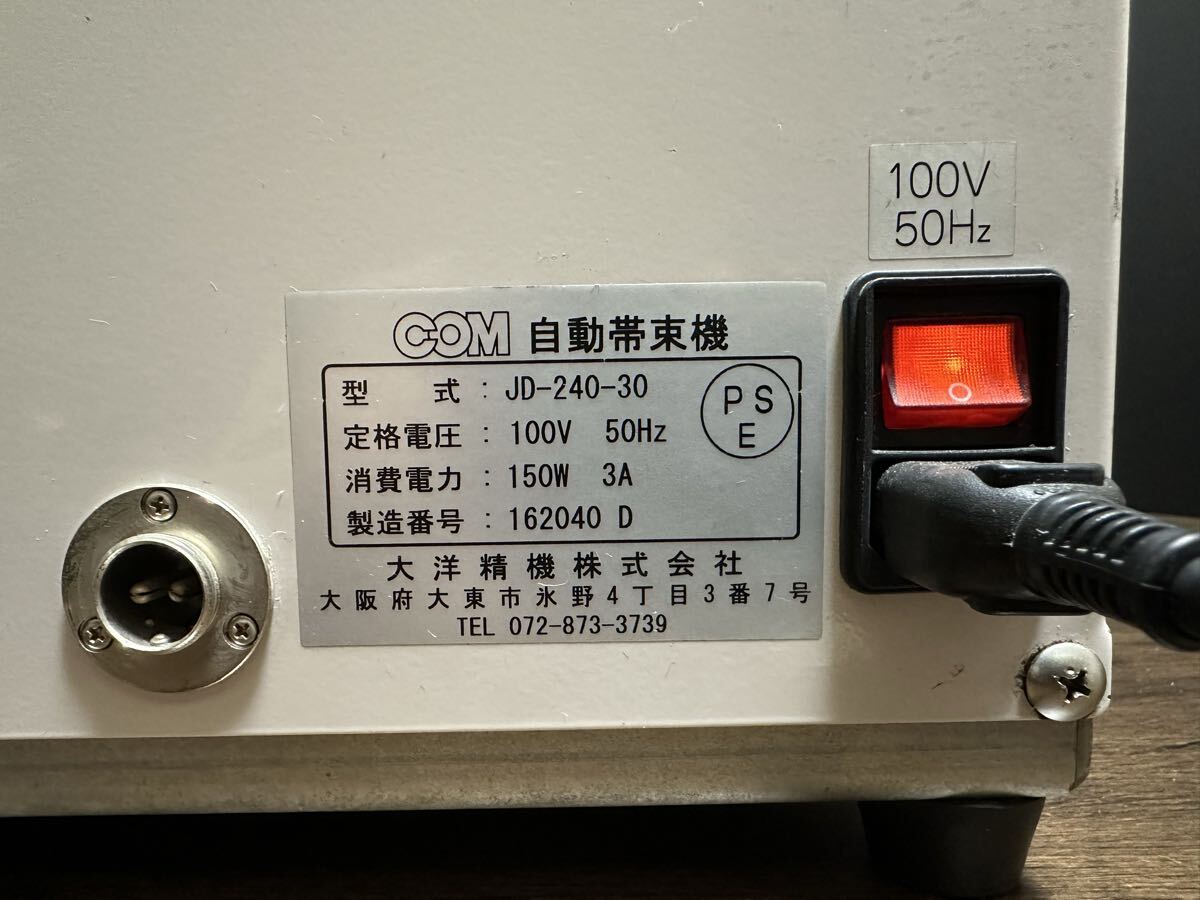 100V
50Hz
COM 自動帯束機
型　　式 : JD-240-30
定格電圧 : 100V 50Hz
消費電力 : 150W 3A
製造番号 : 162040 D
PS
E
大洋精機株式会社
大阪府大東市氷野4丁目3番7号
TEL 072-873-3739